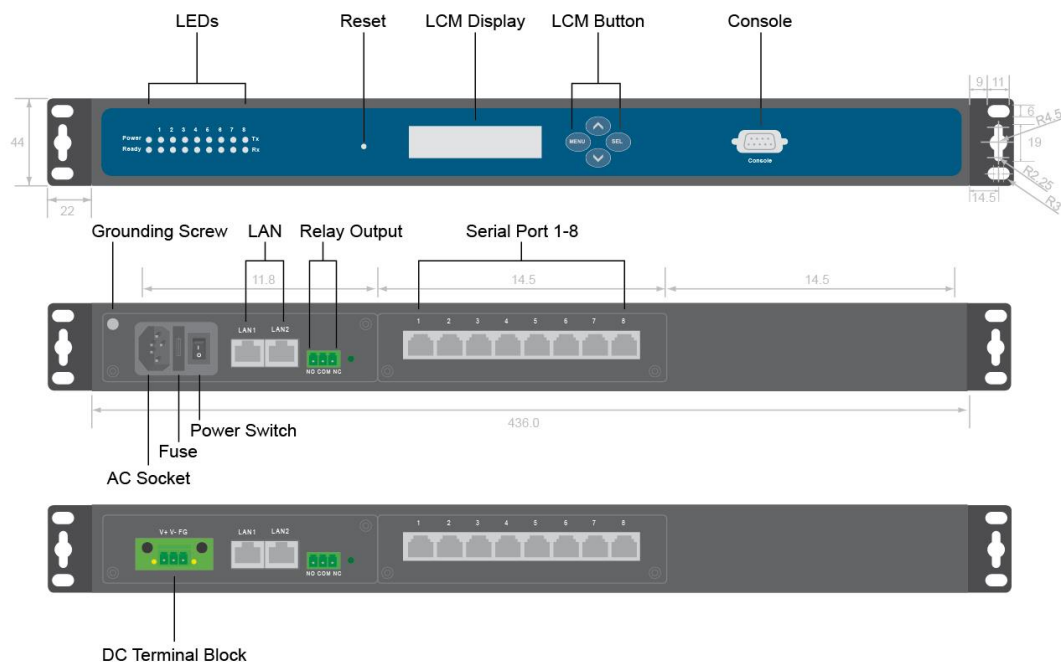 LEDs Reset LCM Display LCM Button Console
9 11
1 2 3 4 5 6 7 8
Power Tx
Ready Rx
MENU SEL
Console
44
22
6
R4.5
19
R2.25
R3
14.5
Grounding Screw LAN Relay Output Serial Port 1-8
11.8 14.5 14.5
LAN1 LAN2
1 2 3 4 5 6 7 8
I
O
NO COM NC
436.0
Power Switch
Fuse
AC Socket
V+ V- FG
LAN1 LAN2
1 2 3 4 5 6 7 8
NO COM NC
DC Terminal Block